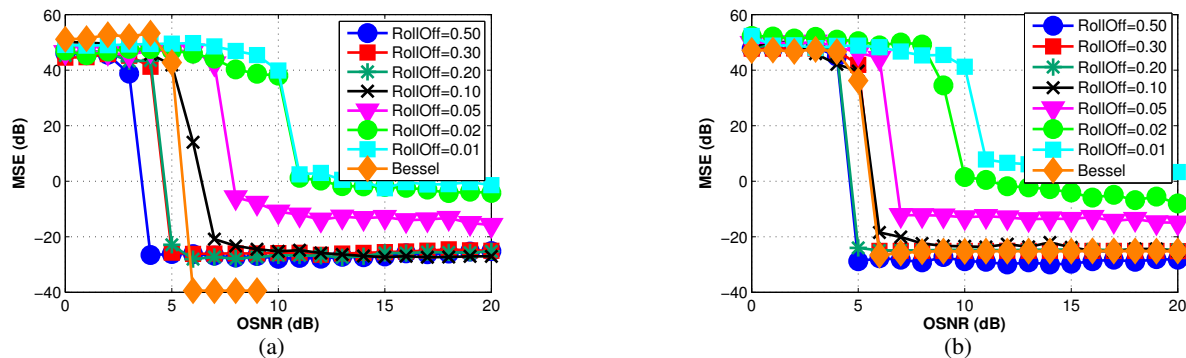 60
40
20
0
−20
−40
MSE (dB)
0
5
10
15
20
OSNR (dB)
RollOff=0.50
RollOff=0.30
RollOff=0.20
RollOff=0.10
RollOff=0.05
RollOff=0.02
RollOff=0.01
Bessel
(a)
60
40
20
0
−20
−40
MSE (dB)
0
5
10
15
20
OSNR (dB)
RollOff=0.50
RollOff=0.30
RollOff=0.20
RollOff=0.10
RollOff=0.05
RollOff=0.02
RollOff=0.01
Bessel
(b)